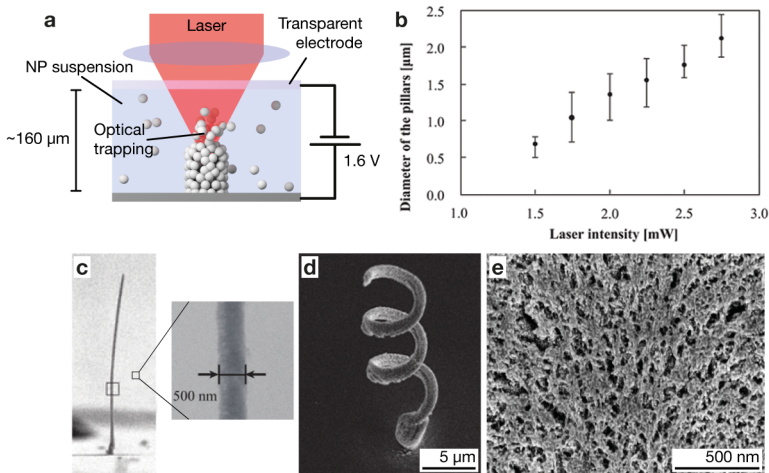 a
Laser
Transparent
electrode
NP suspension
~160 µm
Optical
trapping
1.6 V
b
Diameter of the pillars [µm]
2.5
2.0
1.5
1.0
0.5
0.0
1.0
1.5
2.0
2.5
3.0
Laser intensity [mW]
c
500 nm
d
5 µm
e
500 nm